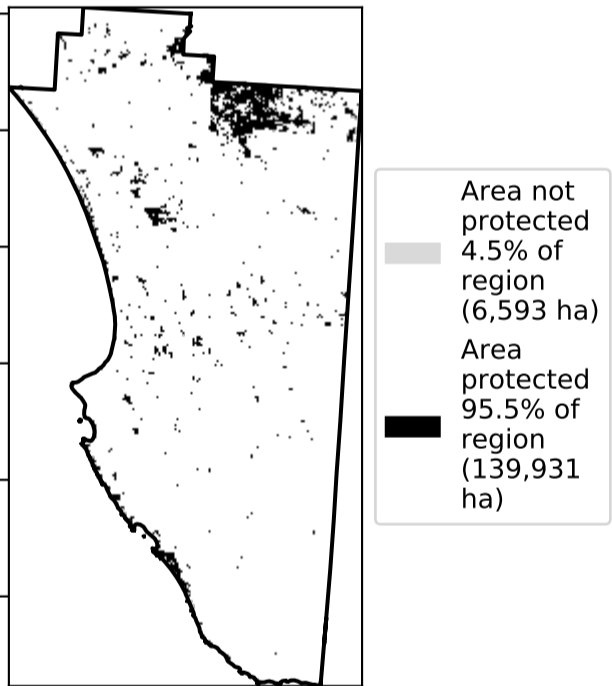 Area not
protected
4.5% of
region
(6,593 ha)
Area
protected
95.5% of
region
(139,931
ha)